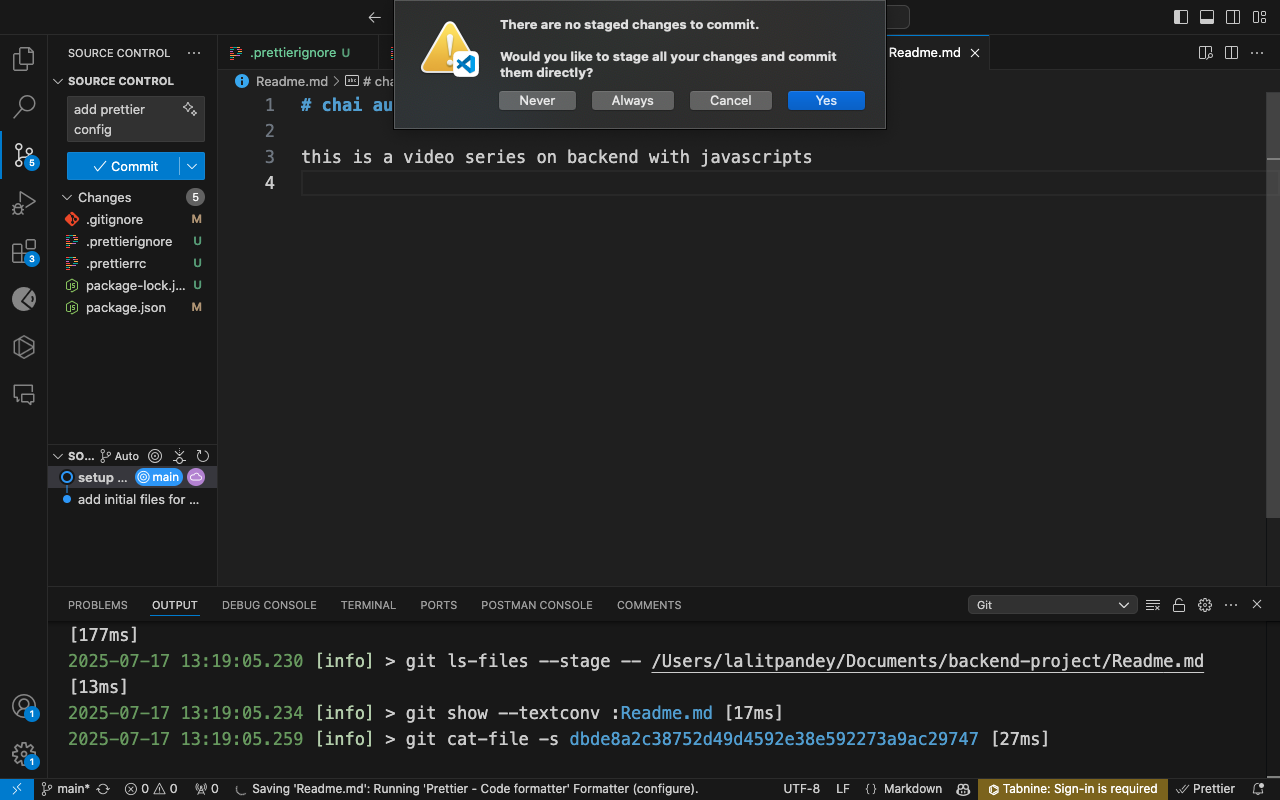 There are no staged changes to commit.
Would you like to stage all your changes and commit
them directly?
Never
Always
Cancel
Yes
SOURCE CONTROL
.prettierignore U
Readme.md
SOURCE CONTROL
Readme.md
# cha
add prettier
config
Commit
Changes
5
.gitignore M
.prettierignore U
.prettierrc U
package-lock.j... U
package.json M
5
3
1 # chai au
2
3 this is a video series on backend with javascripts
4
SO... Auto
setup ... main
add initial files for ...
PROBLEMS
OUTPUT
DEBUG CONSOLE
TERMINAL
PORTS
POSTMAN CONSOLE
COMMENTS
Git
[177ms]
2025-07-17 13:19:05.230 [info] > git ls-files --stage -- /Users/lalitpandey/Documents/backend-project/Readme.md
[13ms]
2025-07-17 13:19:05.234 [info] > git show --textconv :Readme.md [17ms]
2025-07-17 13:19:05.259 [info] > git cat-file -s dbde8a2c38752d49d4592e38e592273a9ac29747 [27ms]
1
1
main* 0 0 0 Saving 'Readme.md': Running 'Prettier - Code formatter' Formatter (configure). UTF-8 LF { } Markdown Tabnine: Sign-in is required Prettier